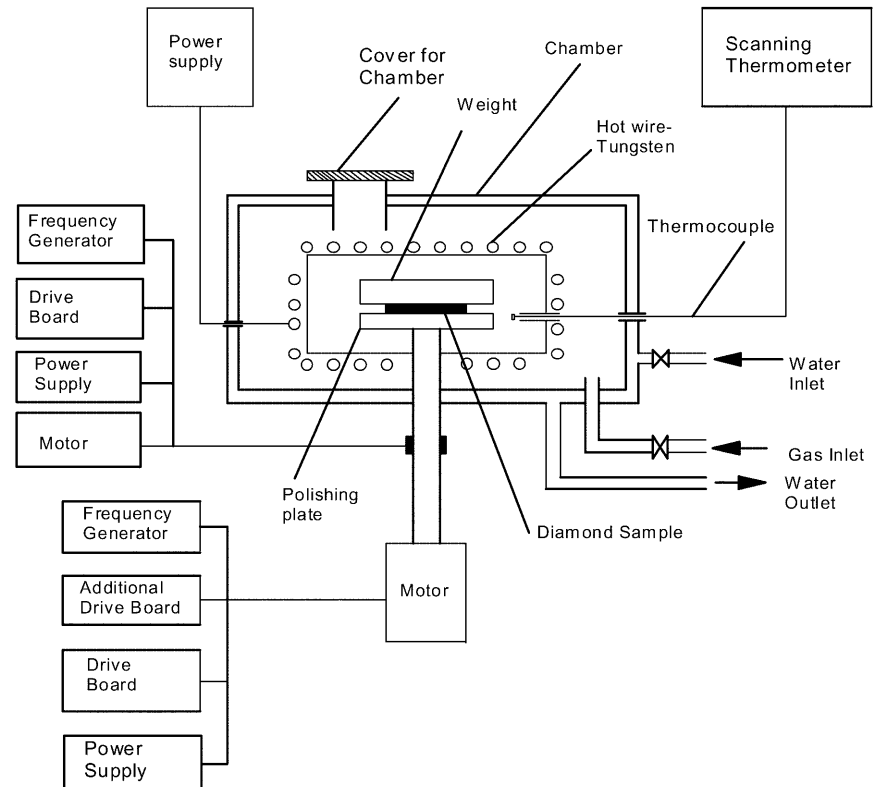 Power
supply
Cover for
Chamber
Chamber
Scanning
Thermometer
Weight
Hot wire-
Tungsten
Thermocouple
Frequency
Generator
Drive
Board
Power
Supply
Motor
Water
Inlet
Gas Inlet
Water
Outlet
Polishing
plate
Diamond Sample
Frequency
Generator
Additional
Drive Board
Motor
Drive
Board
Power
Supply